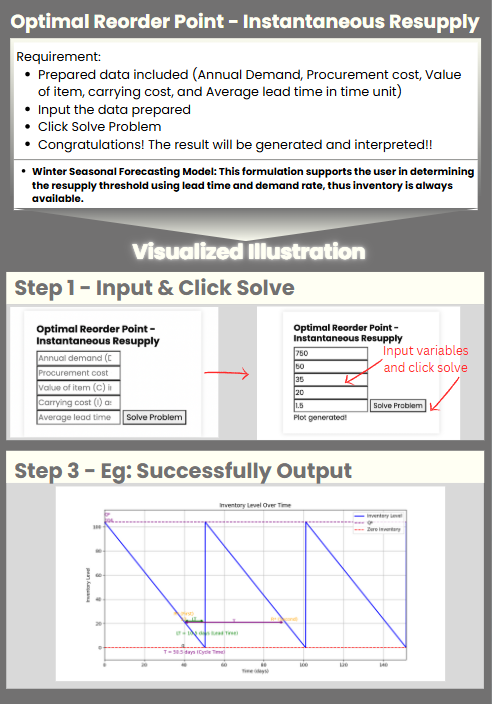 Optimal Reorder Point - Instantaneous Resupply
Requirement:
• Prepared data included (Annual Demand, Procurement cost, Value
of item, carrying cost, and Average lead time in time unit)
• Input the data prepared
• Click Solve Problem
• Congratulations! The result will be generated and interpreted!!
• Winter Seasonal Forecasting Model: This formulation supports the user in determining
the resupply threshold using lead time and demand rate, thus inventory is always
available.
Visualized Illustration
Step 1 - Input & Click Solve
Optimal Reorder Point -
Instantaneous Resupply
Annual demand (D
Procurement cost
Value of item (C) in
Carrying cost (I) as
Average lead time
Solve Problem
Optimal Reorder Point -
Instantaneous Resupply
750
50
35
20
1.5
Solve Problem
Plot generated!
Input variables
and click solve
Step 3 - Eg: Successfully Output
Inventory Level Over Time
Inventory Level
Q*
Zero Inventory
Inventory Level
100
80
60
40
20
0
(Lead Time)
T = 50.5 days (Cycle Time)
0
20
40
60
80
100
120
140
Time (days)